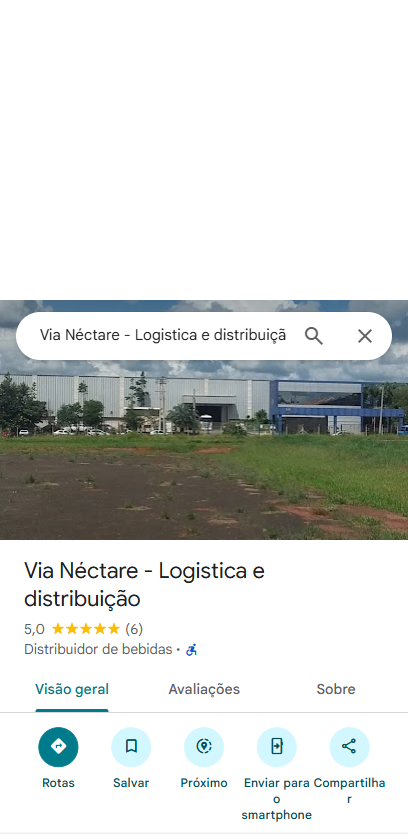 Via Néctare - Logistica e distribuiçã
Via Néctare - Logistica e
distribuição
5,0 ★★★★★ (6)
Distribuidor de bebidas ·
Visão geral Avaliações Sobre
Rotas Salvar Próximo Enviar para Compartilha
o r
smartphone